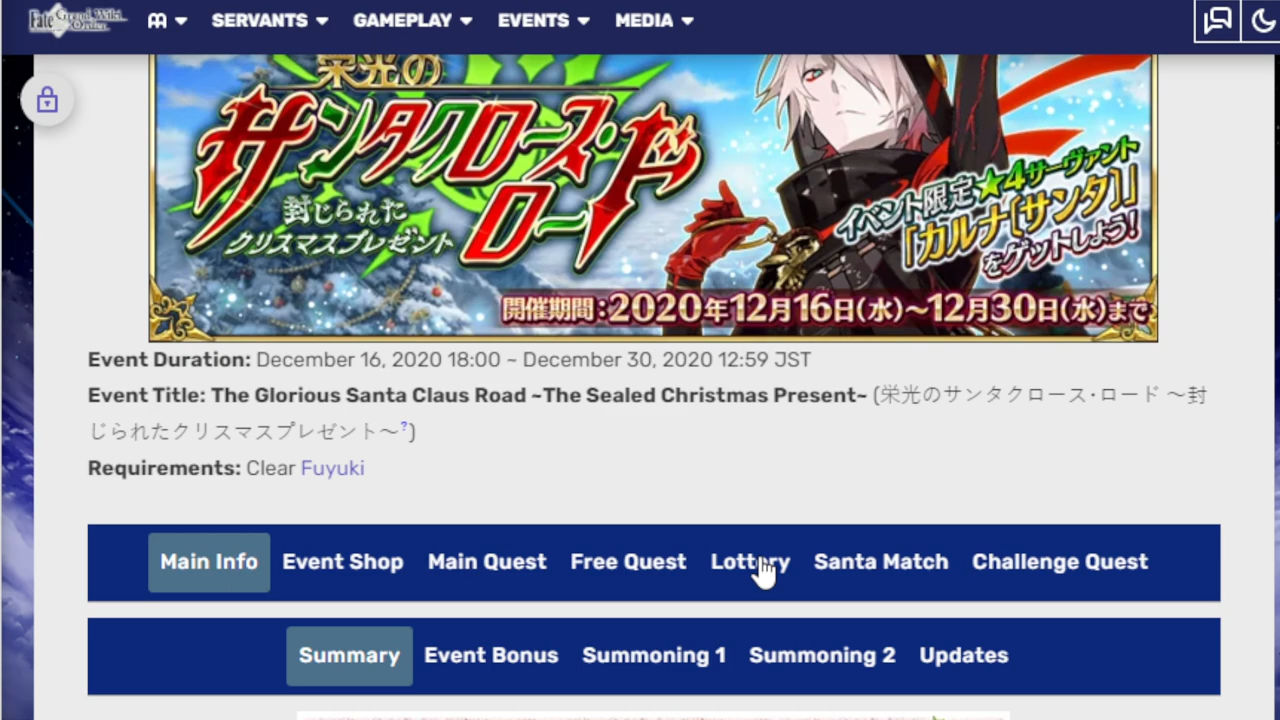 Fate Grand Order Wiki
SERVANTS
GAMEPLAY
EVENTS
MEDIA
栄光の
サンタクロース・
ロード
封じられた
クリスマスプレゼント
イベント限定★4サーヴァント
「カルナ〔サンタ〕」
をゲットしよう!
開催期間:2020年12月16日(水)~12月30日(水)まで
Event Duration: December 16, 2020 18:00 ~ December 30, 2020 12:59 JST
Event Title: The Glorious Santa Claus Road ~The Sealed Christmas Present~ (栄光のサンタクロース・ロード 〜封
じられたクリスマスプレゼント〜?)
Requirements: Clear Fuyuki
Main Info Event Shop Main Quest Free Quest Lottery Santa Match Challenge Quest
Summary Event Bonus Summoning 1 Summoning 2 Updates